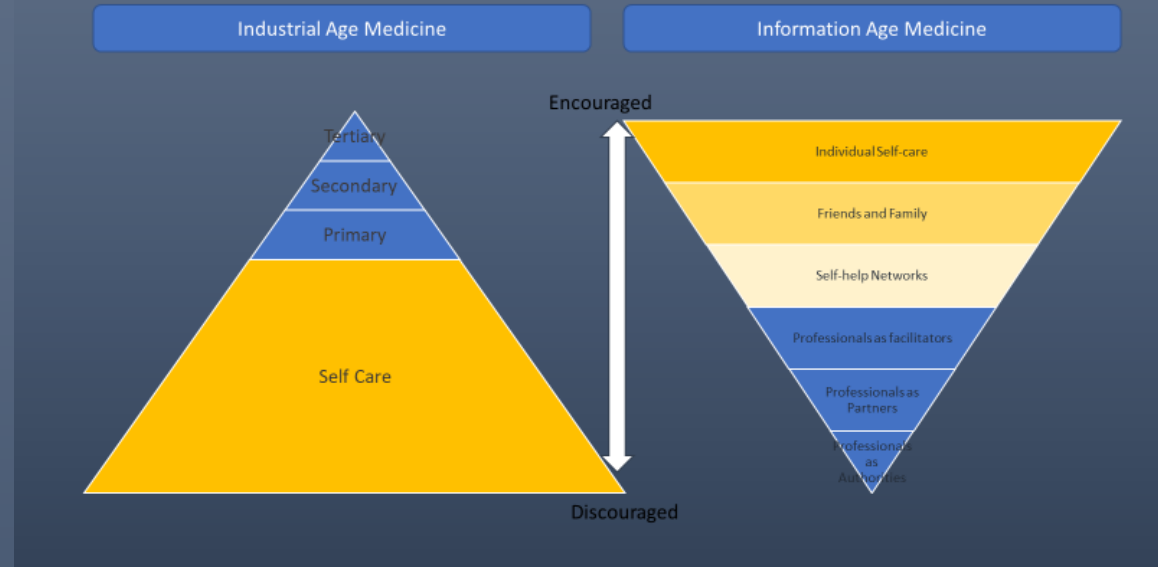 Industrial Age Medicine
Information Age Medicine
Encouraged
Tertiary
Secondary
Primary
Self Care
Individual Self-care
Friends and Family
Self-help Networks
Professionals as facilitators
Professionals as
Partners
Professionals
as
Authorities
Discouraged